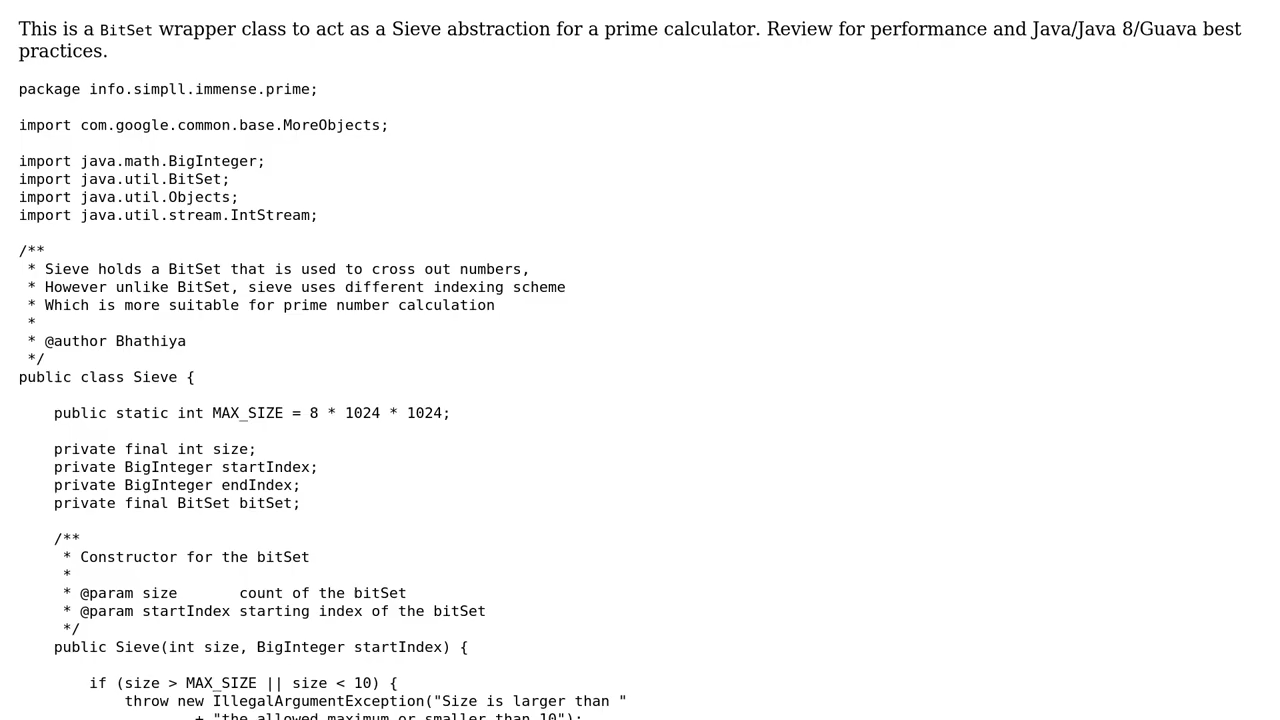 This is a BitSet wrapper class to act as a Sieve abstraction for a prime calculator. Review for performance and Java/Java 8/Guava best
practices.
package info.simpll.immense.prime;
import com.google.common.base.MoreObjects;
import java.math.BigInteger;
import java.util.BitSet;
import java.util.Objects;
import java.util.stream.IntStream;
/**
 * Sieve holds a BitSet that is used to cross out numbers,
 * However unlike BitSet, sieve uses different indexing scheme
 * Which is more suitable for prime number calculation
 *
 * @author Bhathiya
 */
public class Sieve {
    public static int MAX_SIZE = 8 * 1024 * 1024;
    private final int size;
    private BigInteger startIndex;
    private BigInteger endIndex;
    private final BitSet bitSet;
    /**
     * Constructor for the bitSet
     *
     * @param size       count of the bitSet
     * @param startIndex starting index of the bitSet
     */
    public Sieve(int size, BigInteger startIndex) {
        if (size > MAX_SIZE || size < 10) {
            throw new IllegalArgumentException("Size is larger than "
                    + "the allowed maximum or smaller than 10");